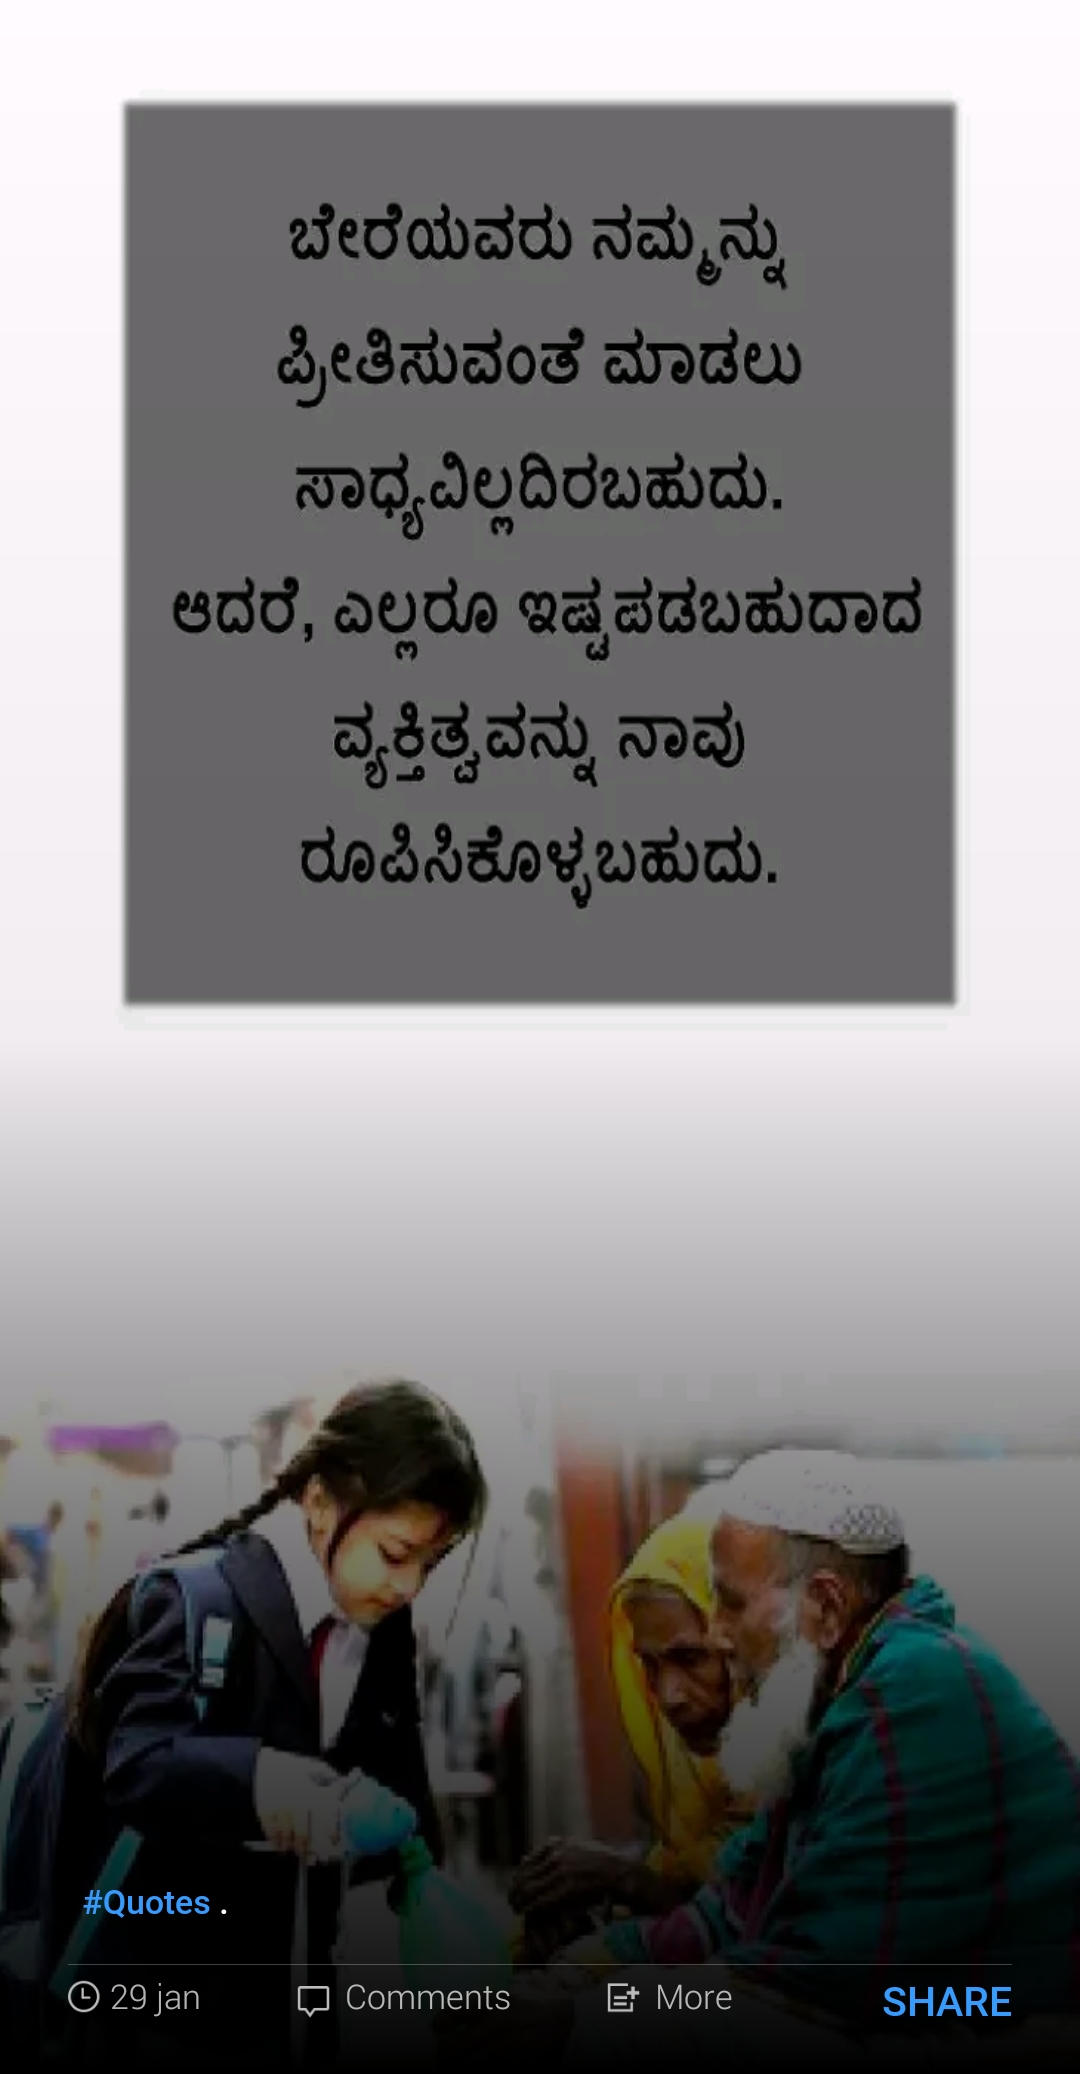 ಬೇರೆಯವರು ನಮ್ಮನ್ನು
ಪ್ರೀತಿಸುವಂತೆ ಮಾಡಲು
ಸಾಧ್ಯವಿಲ್ಲದಿರಬಹುದು.
ಆದರೆ, ಎಲ್ಲರೂ ಇಷ್ಟಪಡಬಹುದಾದ
ವ್ಯಕ್ತಿತ್ವವನ್ನು ನಾವು
ರೂಪಿಸಿಕೊಳ್ಳಬಹುದು.
#Quotes .
29 jan Comments More SHARE